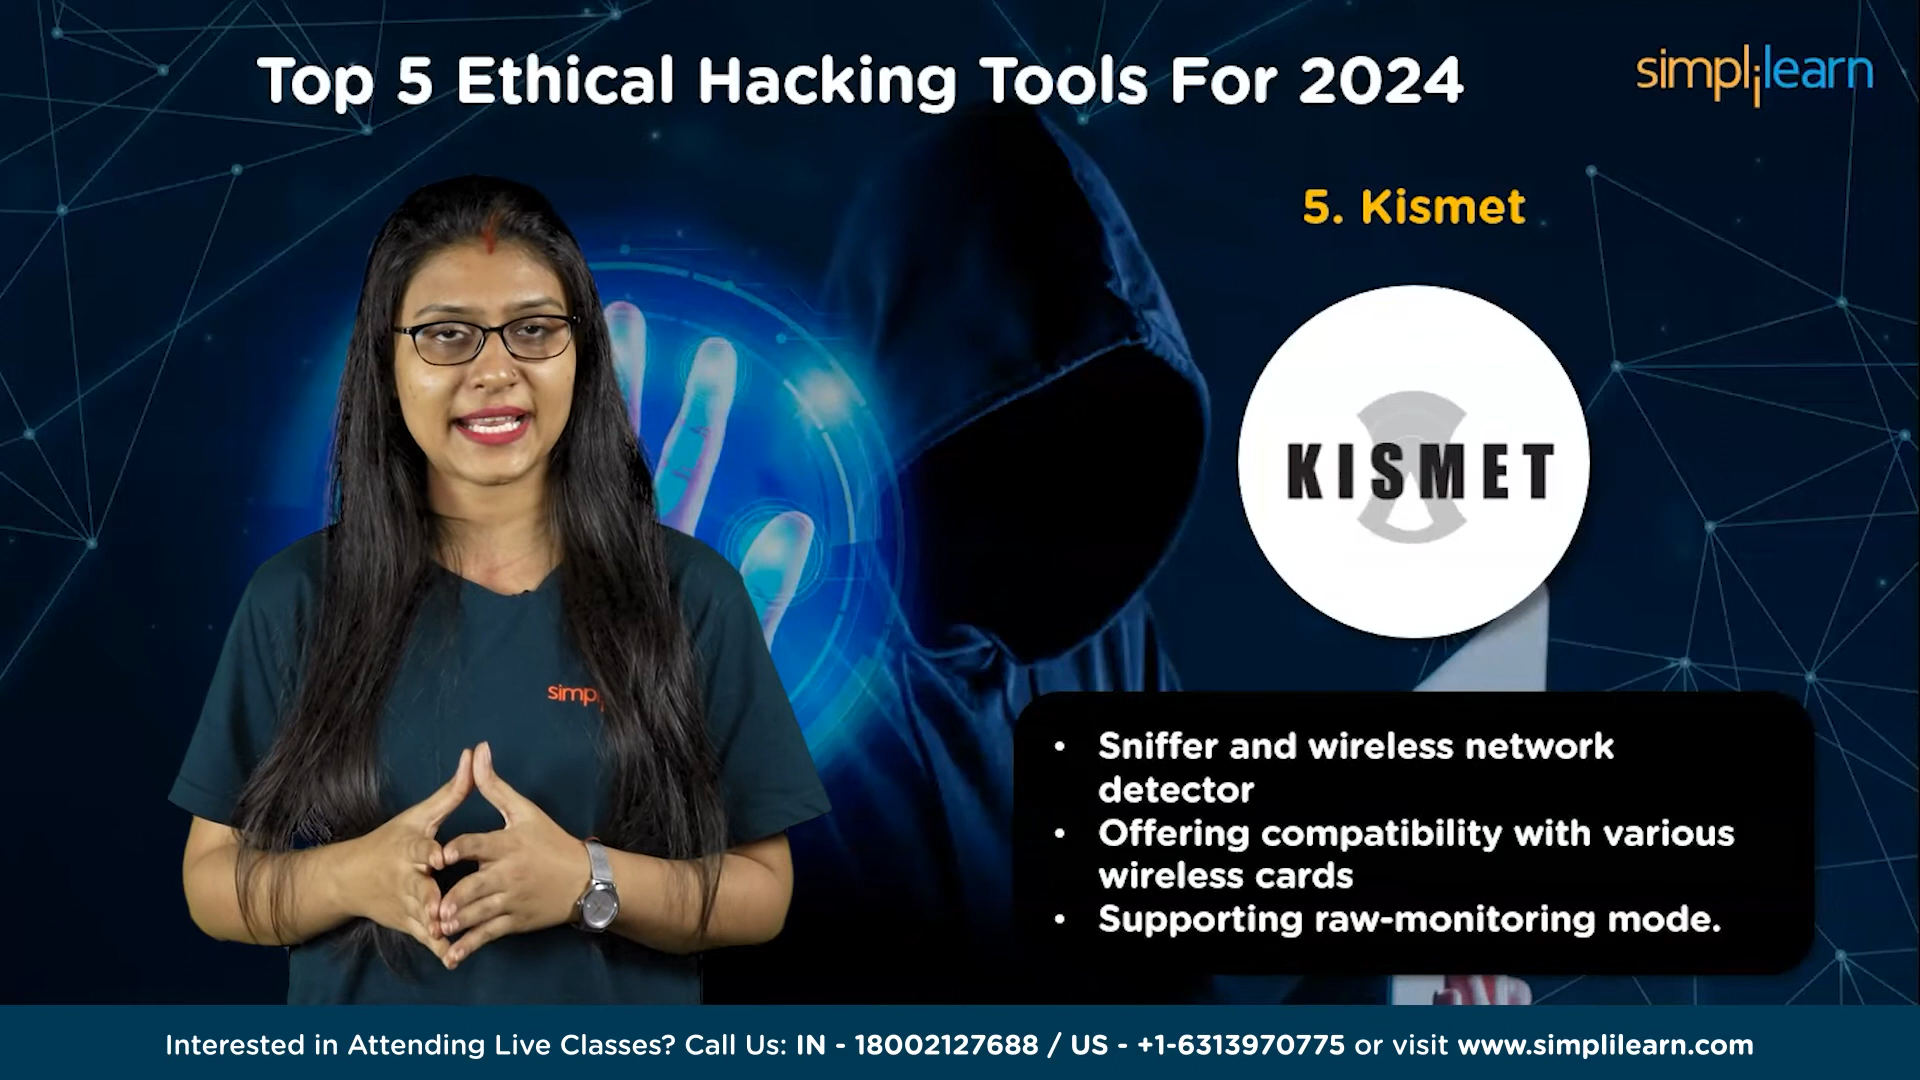 Top 5 Ethical Hacking Tools For 2024
simplilearn
5. Kismet
KISMET
simpl
• Sniffer and wireless network
detector
• Offering compatibility with various
wireless cards
• Supporting raw-monitoring mode.
Interested in Attending Live Classes? Call Us: IN - 18002127688 / US - +1-6313970775 or visit www.simplilearn.com